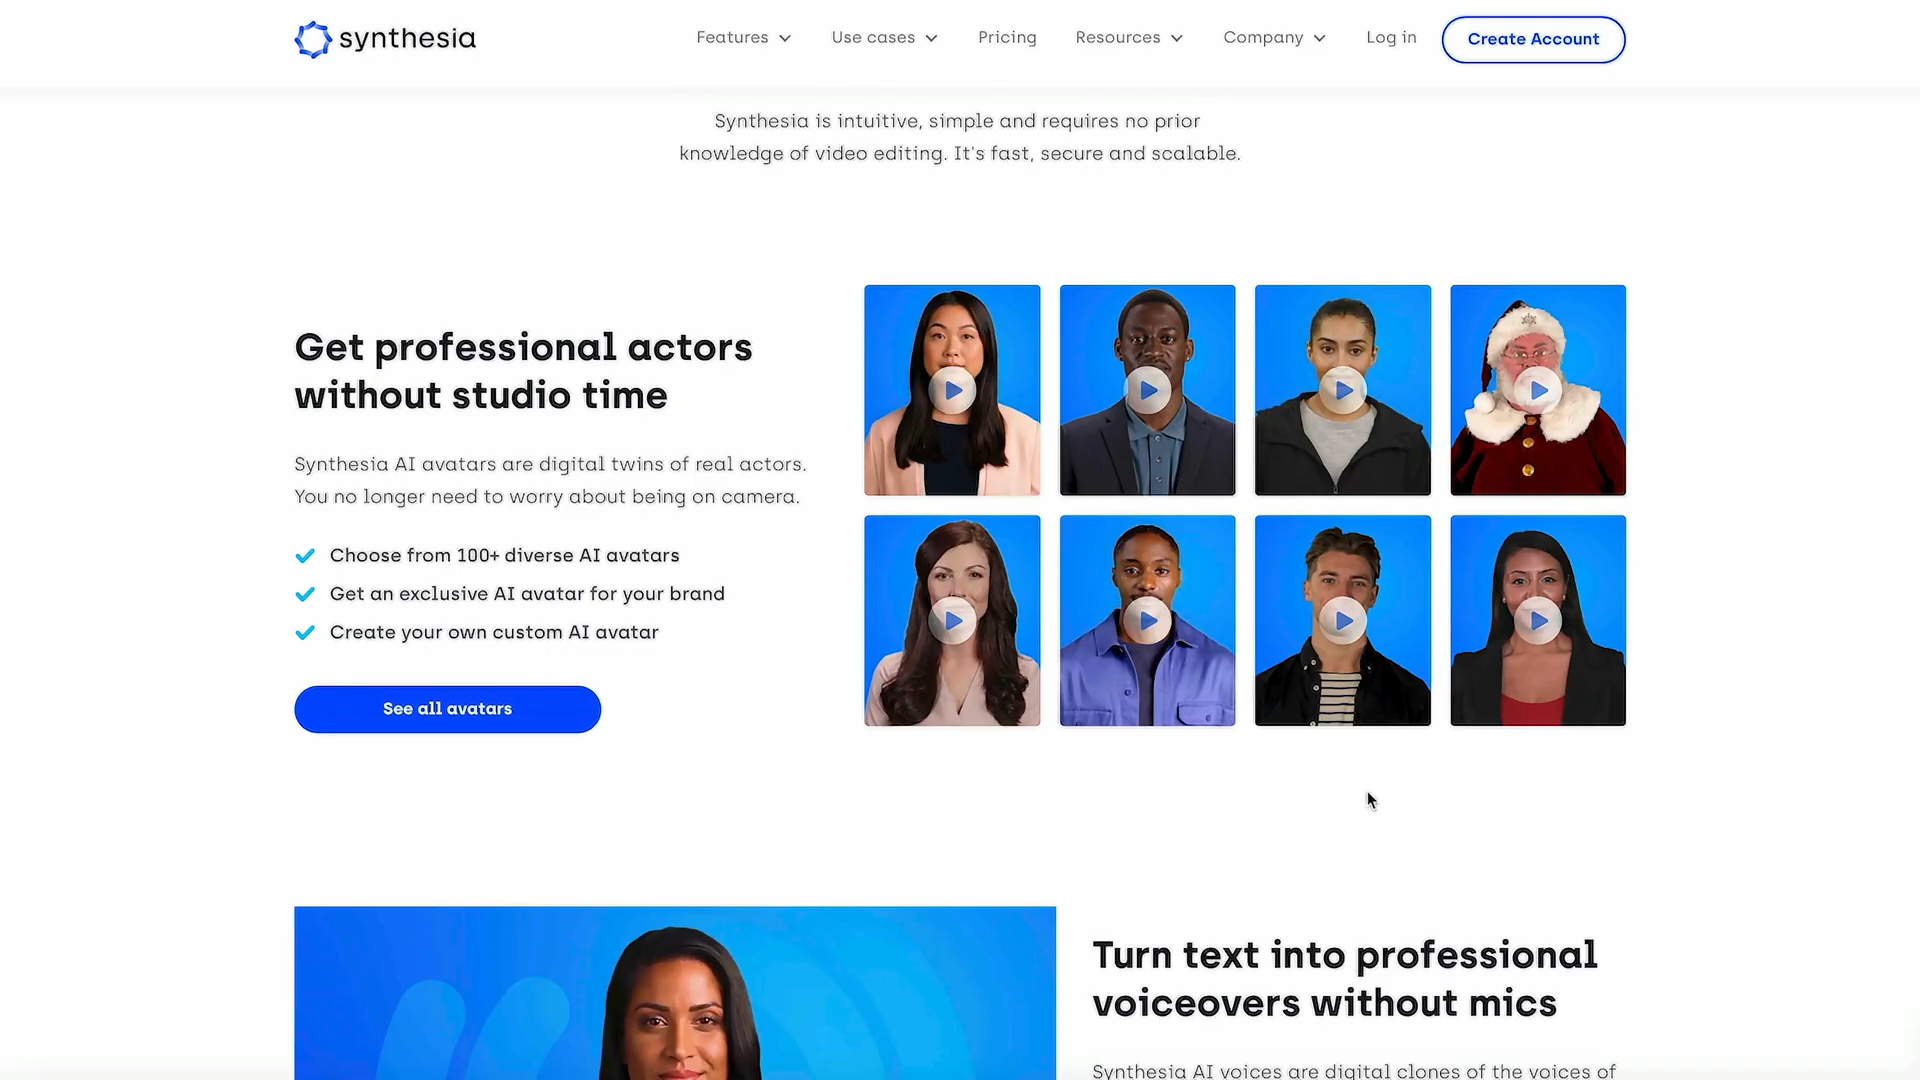 synthesia
Features
Use cases
Pricing
Resources
Company
Log in
Create Account
Synthesia is intuitive, simple and requires no prior
knowledge of video editing. It's fast, secure and scalable.
Get professional actors
without studio time
Synthesia AI avatars are digital twins of real actors.
You no longer need to worry about being on camera.
Choose from 100+ diverse AI avatars
Get an exclusive AI avatar for your brand
Create your own custom AI avatar
See all avatars
Turn text into professional
voiceovers without mics
Synthesia AI voices are digital clones of the voices of